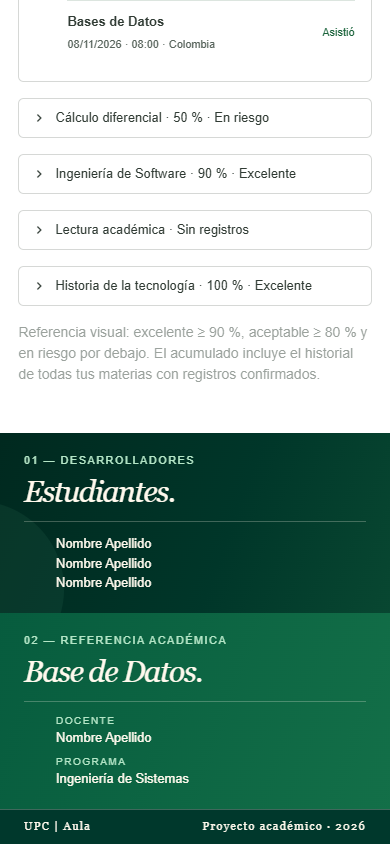 Bases de Datos
08/11/2026 · 08:00 · Colombia
Asistió
Cálculo diferencial · 50 % · En riesgo
Ingeniería de Software · 90 % · Excelente
Lectura académica · Sin registros
Historia de la tecnología · 100 % · Excelente
Referencia visual: excelente ≥ 90 %, aceptable ≥ 80 % y
en riesgo por debajo. El acumulado incluye el historial
de todas tus materias con registros confirmados.
01 — DESARROLLADORES
Estudiantes.
Nombre Apellido
Nombre Apellido
Nombre Apellido
02 — REFERENCIA ACADÉMICA
Base de Datos.
DOCENTE
Nombre Apellido
PROGRAMA
Ingeniería de Sistemas
UPC | Aula
Proyecto académico · 2026